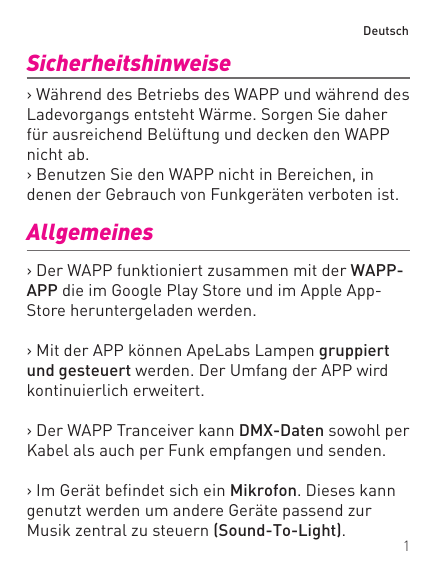 Deutsch
Sicherheitshinweise
› Während des Betriebs des WAPP und während des
Ladevorgangs entsteht Wärme. Sorgen Sie daher
für ausreichend Belüftung und decken den WAPP
nicht ab.
› Benutzen Sie den WAPP nicht in Bereichen, in
denen der Gebrauch von Funkgeräten verboten ist.
Allgemeines
› Der WAPP funktioniert zusammen mit der WAPP-
APP die im Google Play Store und im Apple App-
Store heruntergeladen werden.
› Mit der APP können ApeLabs Lampen gruppiert
und gesteuert werden. Der Umfang der APP wird
kontinuierlich erweitert.
› Der WAPP Tranceiver kann DMX-Daten sowohl per
Kabel als auch per Funk empfangen und senden.
› Im Gerät befindet sich ein Mikrofon. Dieses kann
genutzt werden um andere Geräte passend zur
Musik zentral zu steuern (Sound-To-Light).
1